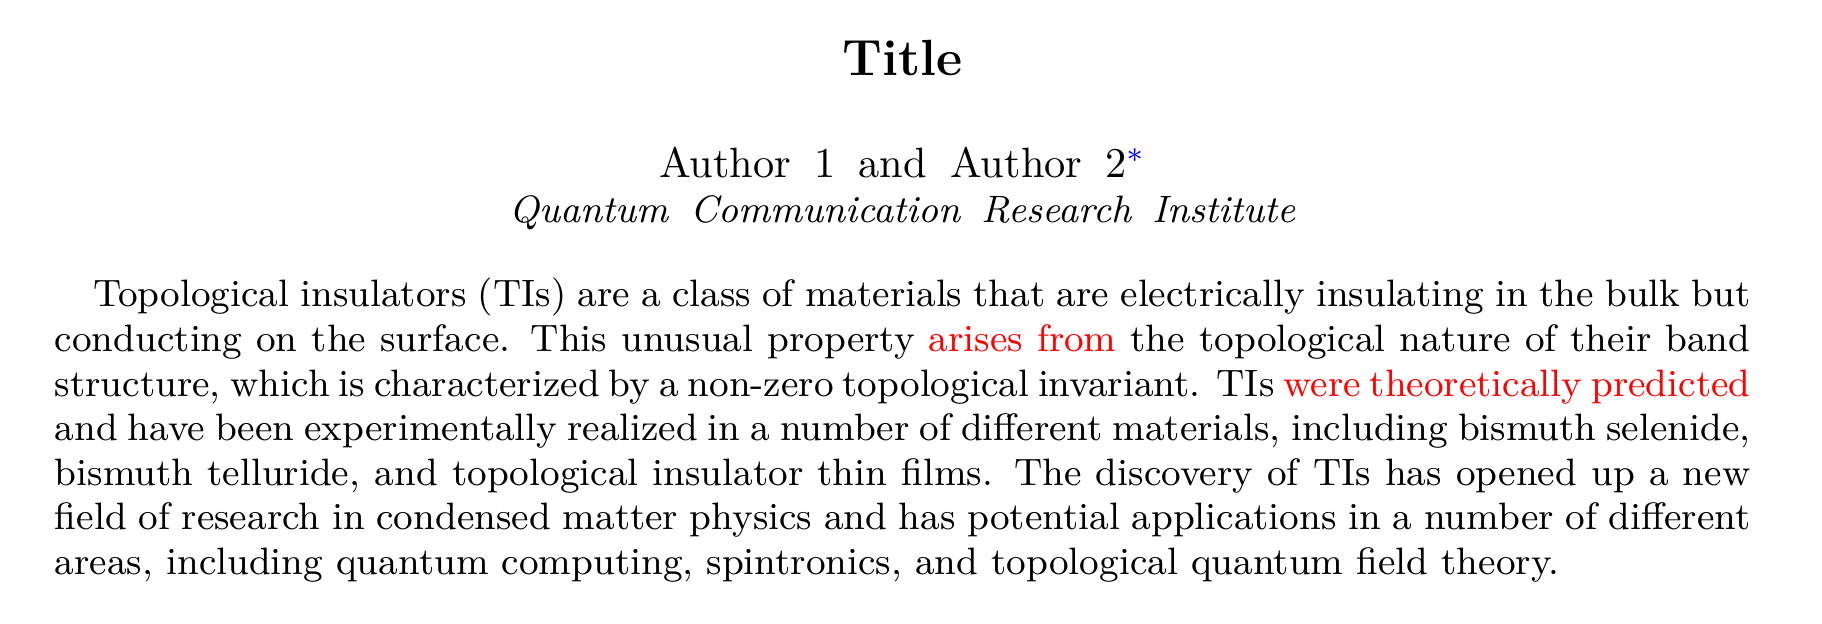 Title
Author 1 and Author 2*
Quantum Communication Research Institute
Topological insulators (TIs) are a class of materials that are electrically insulating in the bulk but
conducting on the surface. This unusual property arises from the topological nature of their band
structure, which is characterized by a non-zero topological invariant. TIs were theoretically predicted
and have been experimentally realized in a number of different materials, including bismuth selenide,
bismuth telluride, and topological insulator thin films. The discovery of TIs has opened up a new
field of research in condensed matter physics and has potential applications in a number of different
areas, including quantum computing, spintronics, and topological quantum field theory.